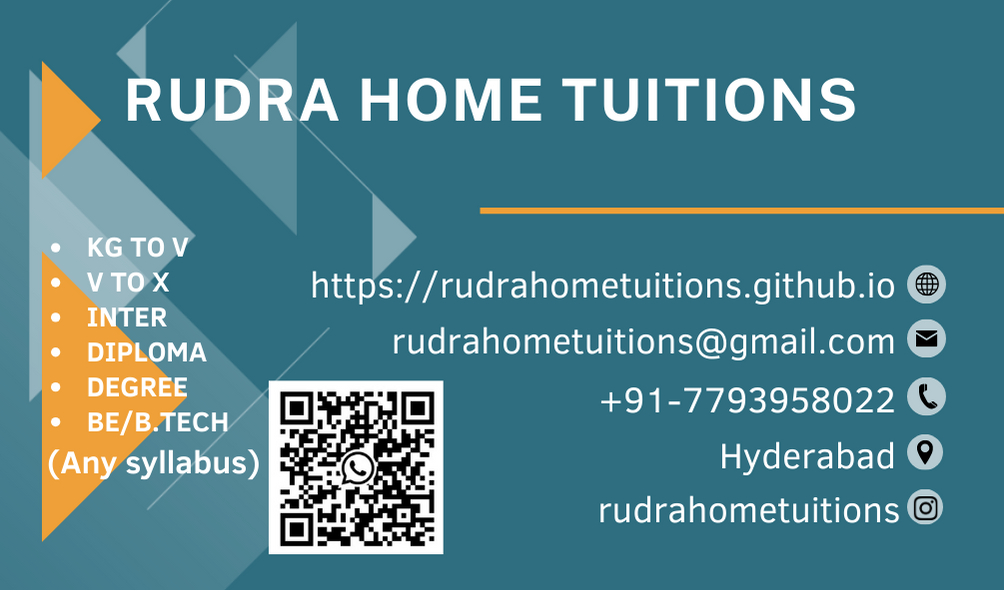 RUDRA HOME TUITIONS
• KG TO V
• V TO X
• INTER
• DIPLOMA
• DEGREE
• BE/B.TECH
(Any syllabus)
https://rudrahometuitions.github.io
rudrahometuitions@gmail.com
+91-7793958022
Hyderabad
rudrahometuitions